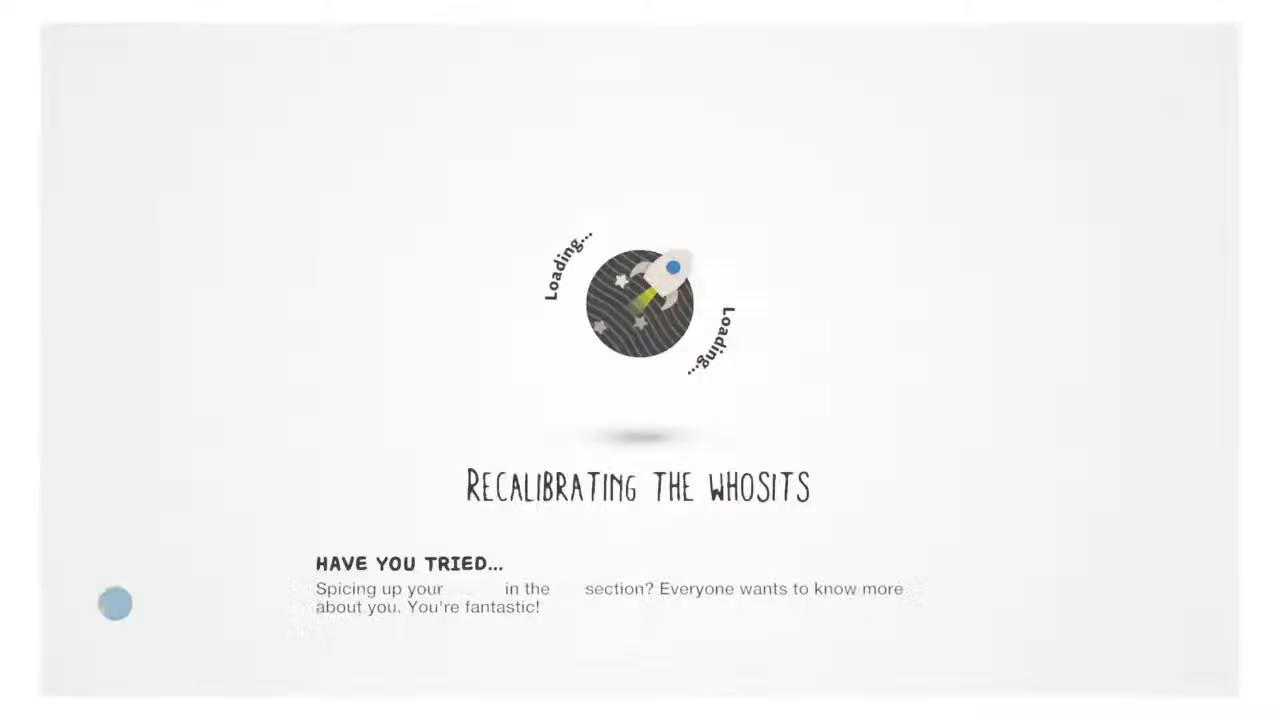 Loading...
Loading...
RECALIBRATING THE WHOSITS
HAVE YOU TRIED...
Spicing up your in the section? Everyone wants to know more
about you. You're fantastic!